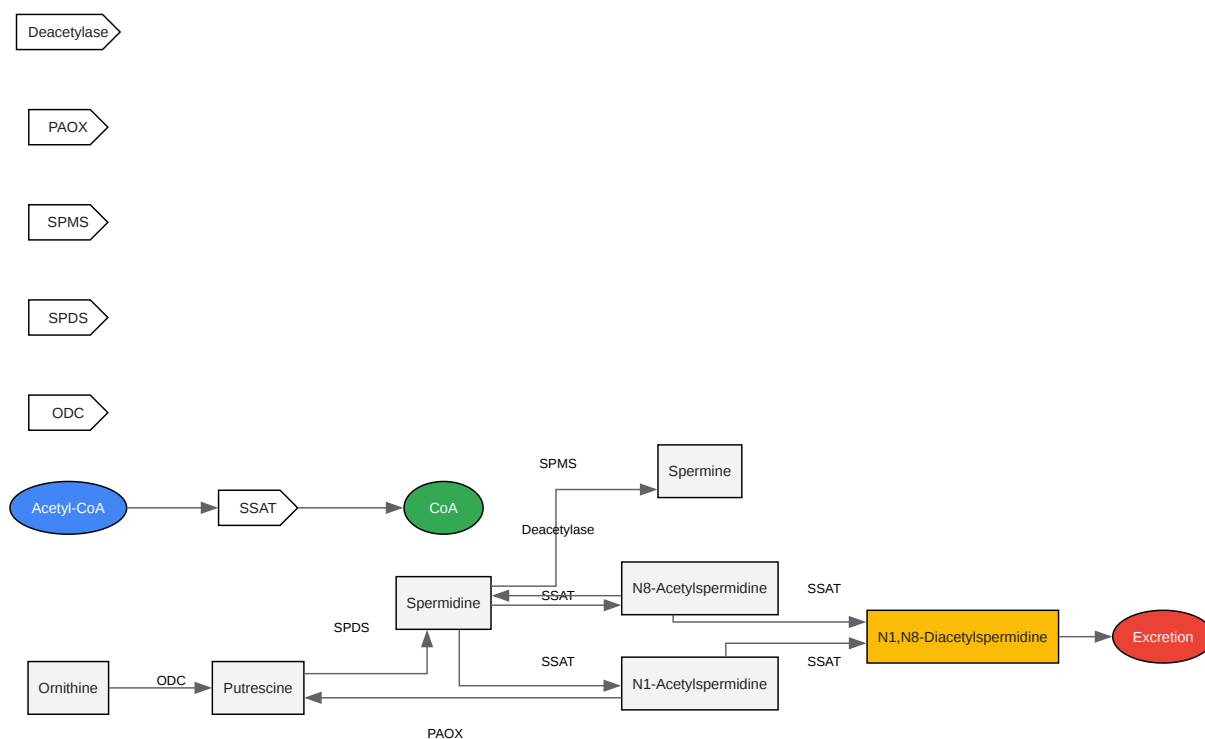 Deacetylase
PAOX
SPMS
SPDS
ODC
SPMS
Spermine
Acetyl-CoA
SSAT
CoA
Deacetylase
N8-Acetylspermidine
SSAT
Spermidine
SSAT
SPDS
N1,N8-Diacetylspermidine
Excretion
SSAT
SSAT
Ornithine
ODC
Putrescine
N1-Acetylspermidine
PAOX